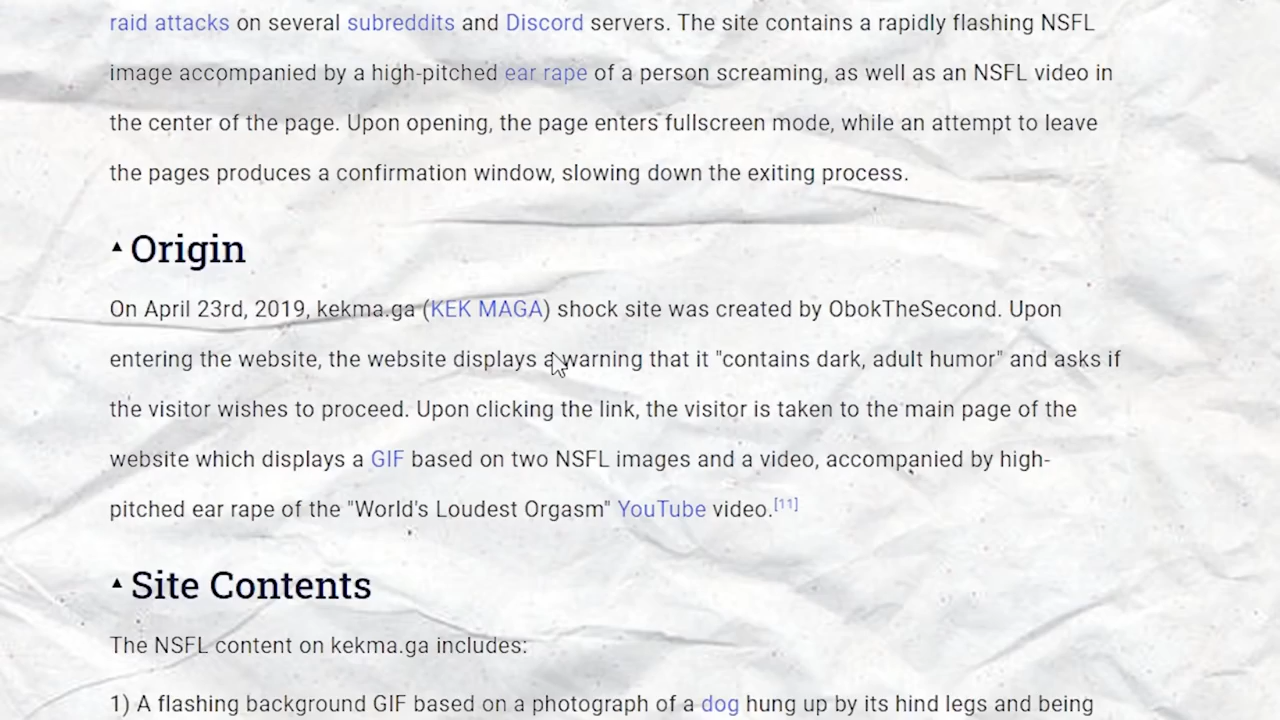 raid attacks on several subreddits and Discord servers. The site contains a rapidly flashing NSFL
image accompanied by a high-pitched ear rape of a person screaming, as well as an NSFL video in
the center of the page. Upon opening, the page enters fullscreen mode, while an attempt to leave
the pages produces a confirmation window, slowing down the exiting process.
▲ Origin
On April 23rd, 2019, kekma.ga (KEK MAGA) shock site was created by ObokTheSecond. Upon
entering the website, the website displays a warning that it "contains dark, adult humor" and asks if
the visitor wishes to proceed. Upon clicking the link, the visitor is taken to the main page of the
website which displays a GIF based on two NSFL images and a video, accompanied by high-
pitched ear rape of the "World's Loudest Orgasm" YouTube video.[11]
▲ Site Contents
The NSFL content on kekma.ga includes:
1) A flashing background GIF based on a photograph of a dog hung up by its hind legs and being